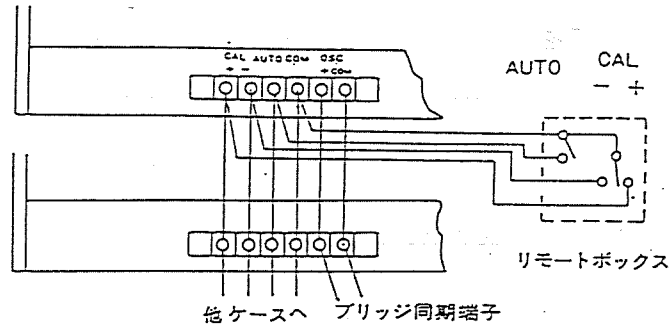 CAL AUTO COM OSC
+ − + COM
AUTO CAL
− +
リモートボックス
他ケースへ ブリッジ同期端子